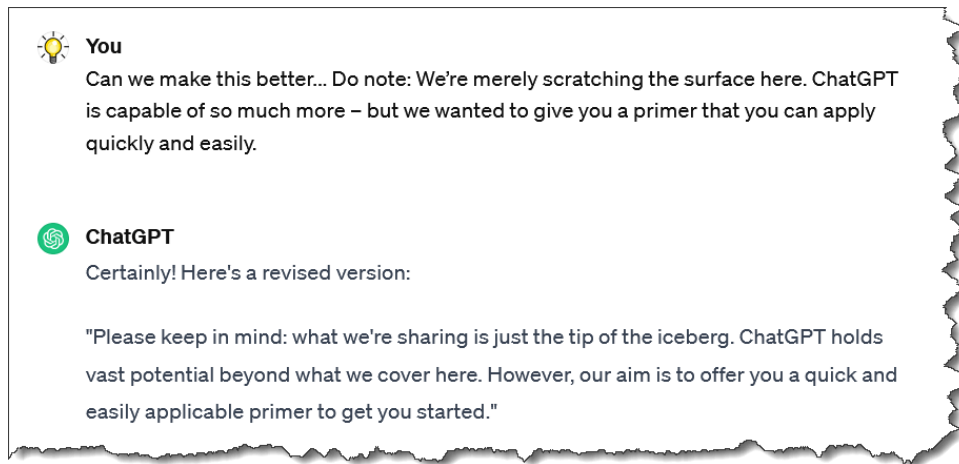 You
Can we make this better... Do note: We’re merely scratching the surface here. ChatGPT
is capable of so much more – but we wanted to give you a primer that you can apply
quickly and easily.
ChatGPT
Certainly! Here's a revised version:
"Please keep in mind: what we're sharing is just the tip of the iceberg. ChatGPT holds
vast potential beyond what we cover here. However, our aim is to offer you a quick and
easily applicable primer to get you started."